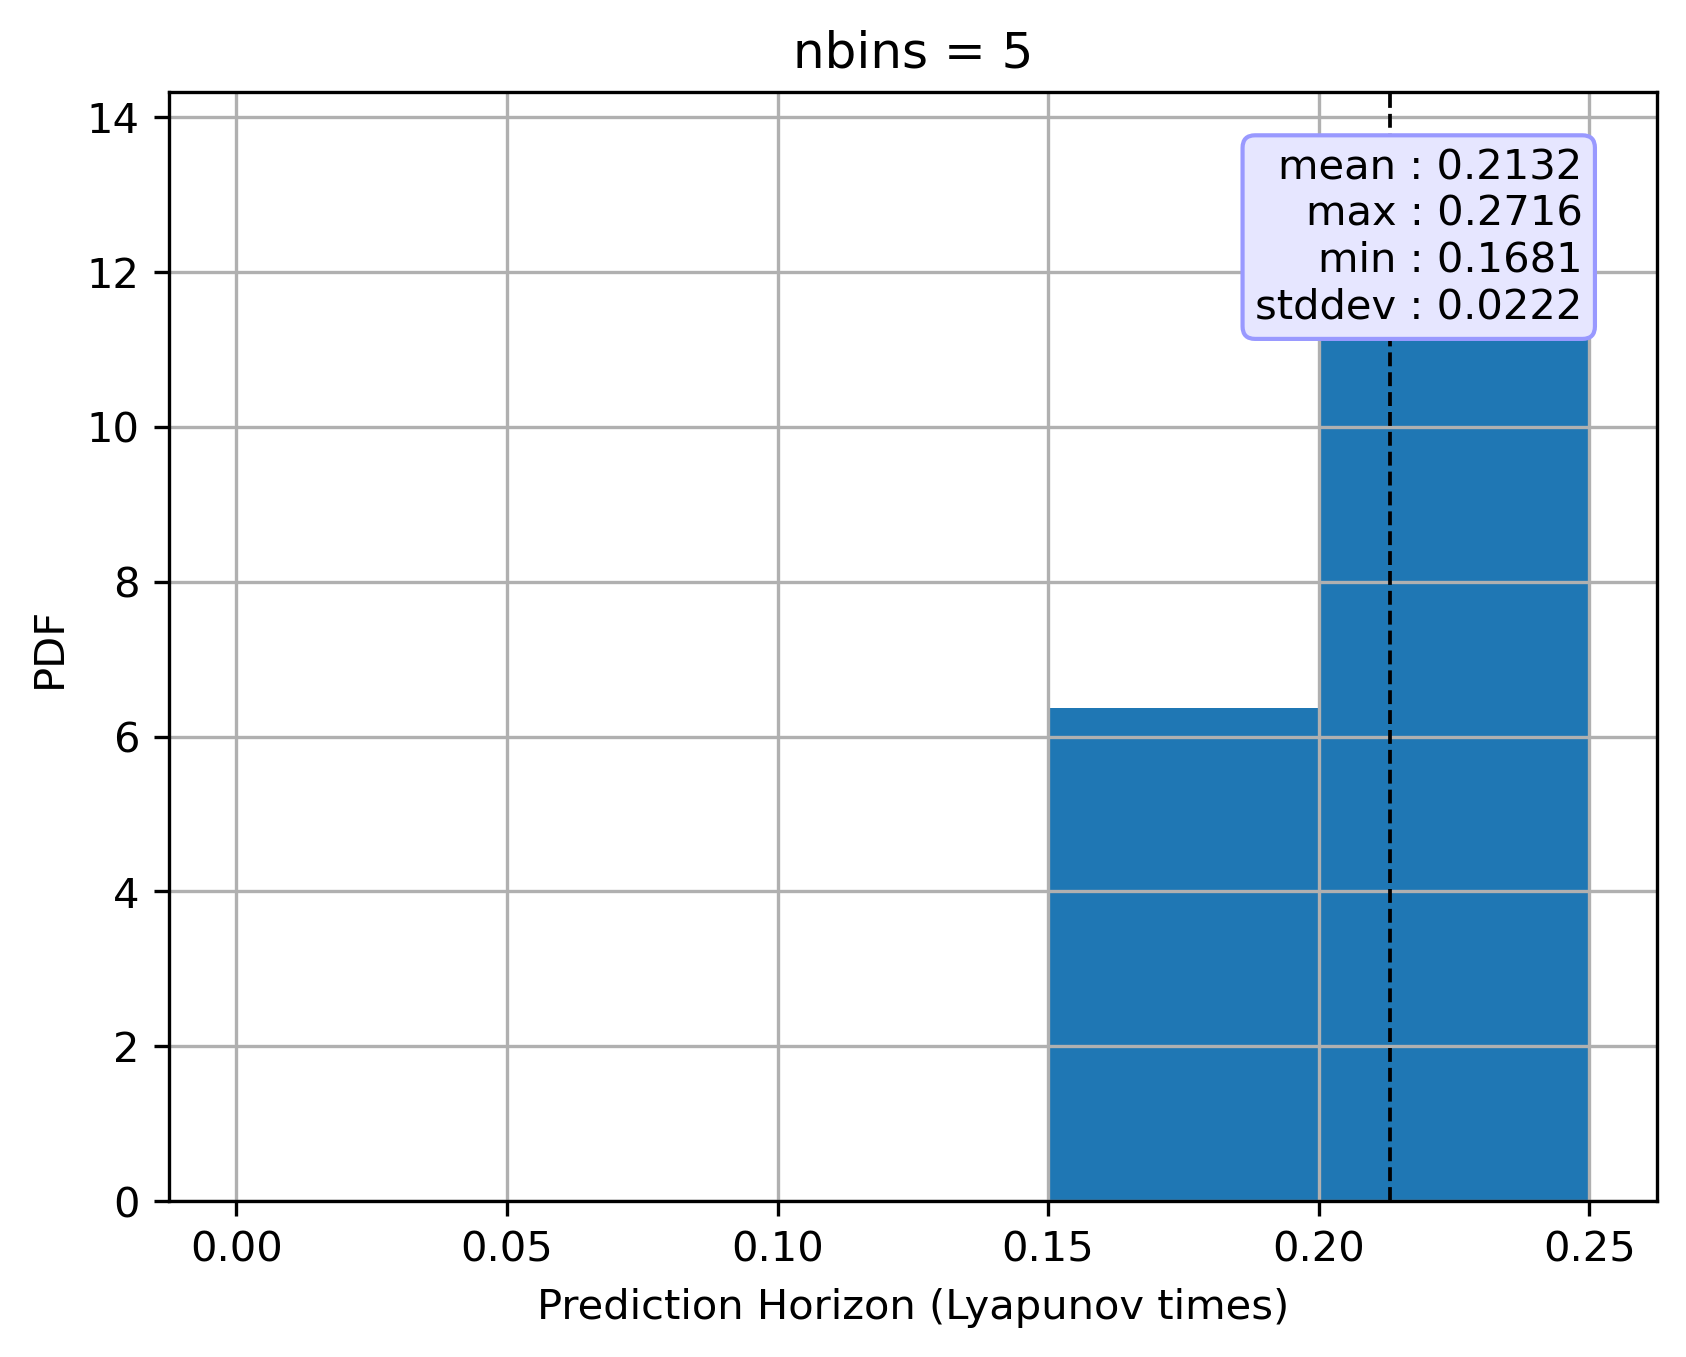 nbins = 5
mean : 0.2132
max : 0.2716
min : 0.1681
stddev : 0.0222
14
12
10
8
6
4
2
0
PDF
0.00 0.05 0.10 0.15 0.20 0.25
Prediction Horizon (Lyapunov times)